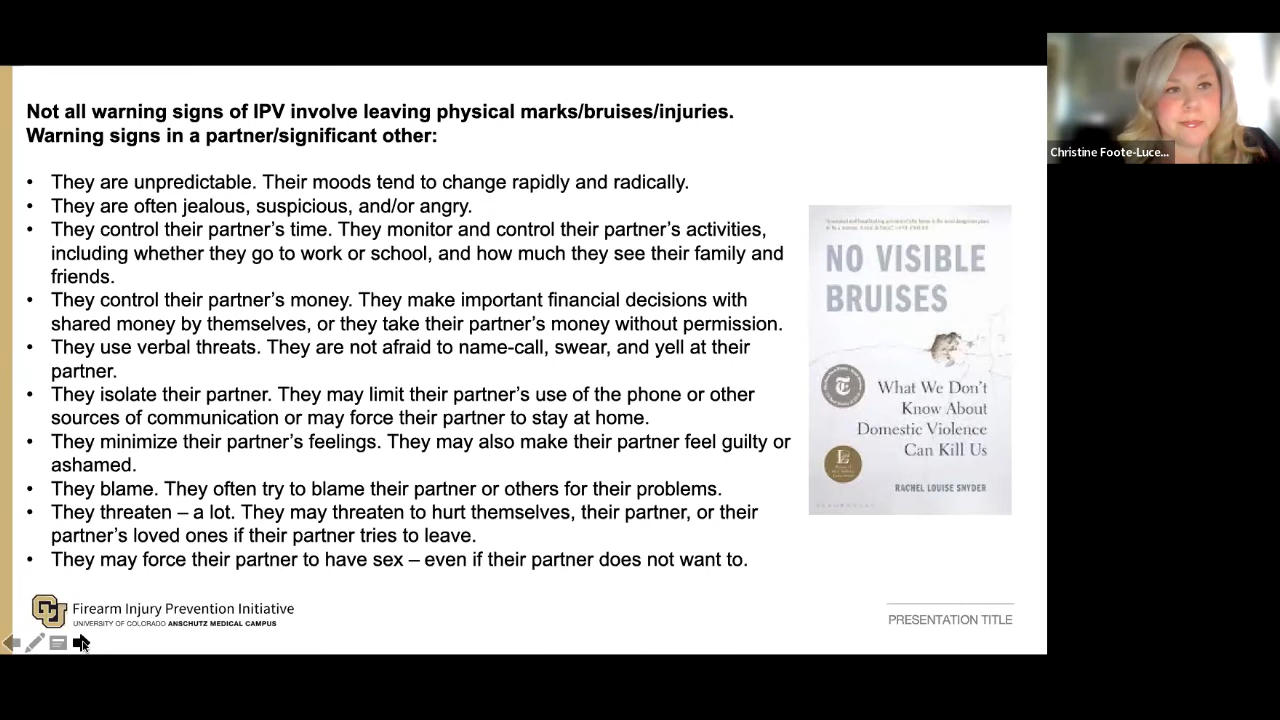 Not all warning signs of IPV involve leaving physical marks/bruises/injuries.
Warning signs in a partner/significant other:
• They are unpredictable. Their moods tend to change rapidly and radically.
• They are often jealous, suspicious, and/or angry.
• They control their partner's time. They monitor and control their partner's activities,
including whether they go to work or school, and how much they see their family and
friends.
• They control their partner's money. They make important financial decisions with
shared money by themselves, or they take their partner's money without permission.
• They use verbal threats. They are not afraid to name-call, swear, and yell at their
partner.
• They isolate their partner. They may limit their partner's use of the phone or other
sources of communication or may force their partner to stay at home.
• They minimize their partner's feelings. They may also make their partner feel guilty or
ashamed.
• They blame. They often try to blame their partner or others for their problems.
• They threaten – a lot. They may threaten to hurt themselves, their partner, or their
partner's loved ones if their partner tries to leave.
• They may force their partner to have sex – even if their partner does not want to.
NO VISIBLE
BRUISES
What We Don't
Know About
Domestic Violence
Can Kill Us
RACHEL LOUISE SNYDER
Christine Foote-Luce...
CU
Firearm Injury Prevention Initiative
UNIVERSITY OF COLORADO ANSCHUTZ MEDICAL CAMPUS
PRESENTATION TITLE